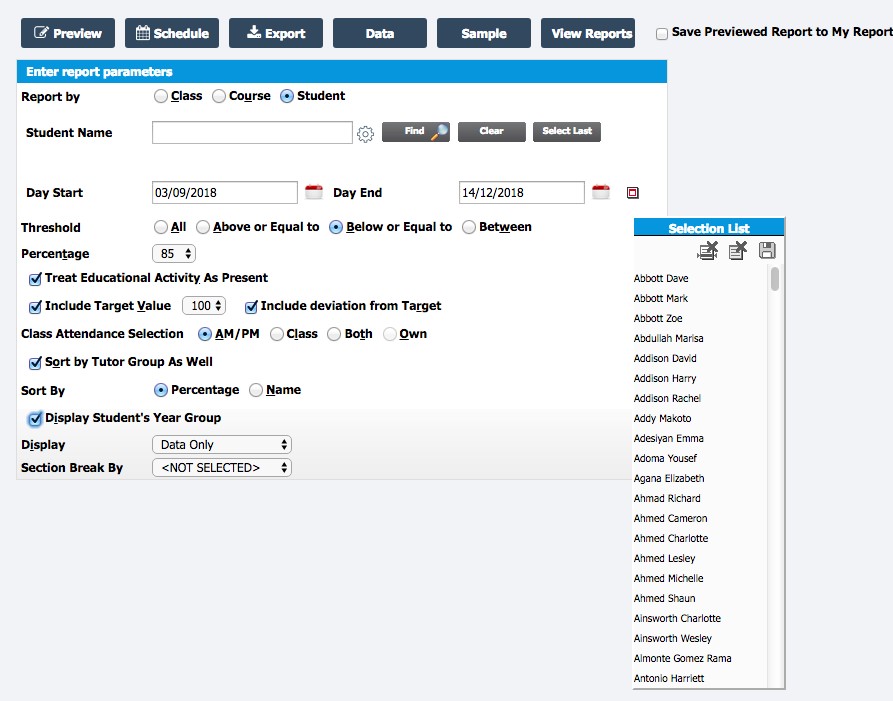 Preview Schedule Export Data Sample View Reports Save Previewed Report to My Report
Enter report parameters
Report by Class Course Student
Student Name Find Clear Select Last
Day Start 03/09/2018 Day End 14/12/2018
Threshold All Above or Equal to Below or Equal to Between
Percentage 85
Treat Educational Activity As Present
Include Target Value 100 Include deviation from Target
Class Attendance Selection AM/PM Class Both Own
Sort by Tutor Group As Well
Sort By Percentage Name
Display Student's Year Group
Display Data Only
Section Break By <NOT SELECTED>
Selection List
Abbott Dave
Abbott Mark
Abbott Zoe
Abdullah Marisa
Addison David
Addison Harry
Addison Rachel
Addy Makoto
Adesiyan Emma
Adoma Yousef
Agana Elizabeth
Ahmad Richard
Ahmed Cameron
Ahmed Charlotte
Ahmed Lesley
Ahmed Michelle
Ahmed Shaun
Ainsworth Charlotte
Ainsworth Wesley
Almonte Gomez Rama
Antonio Harriett